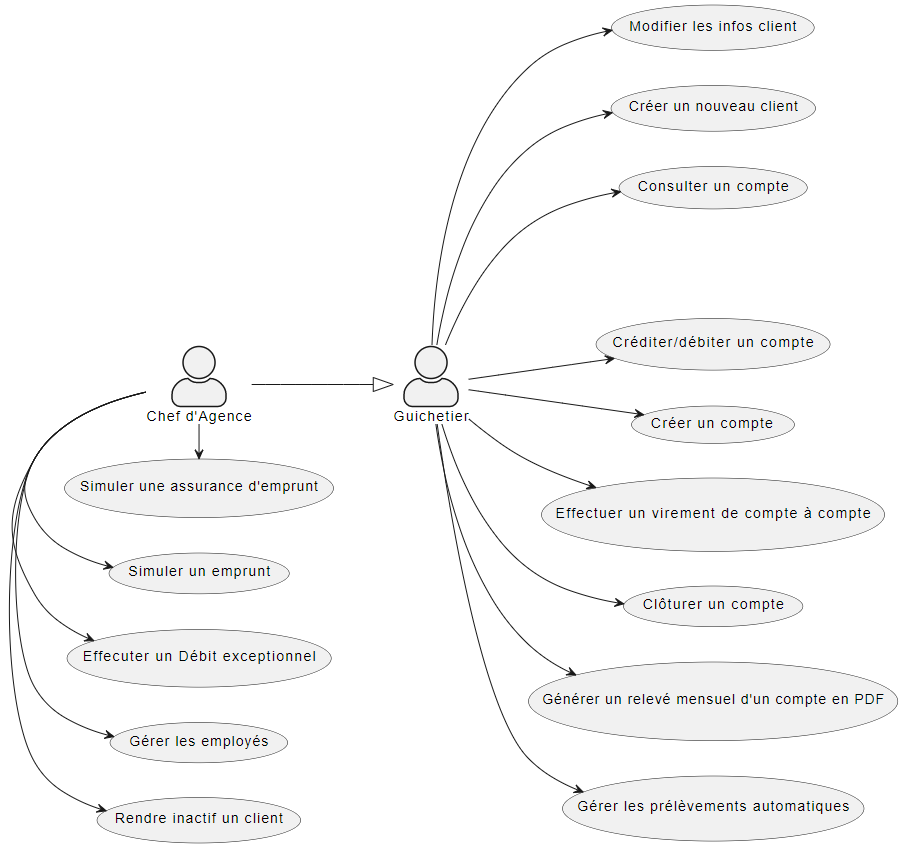 Modifier les infos client
Créer un nouveau client
Consulter un compte
Créditer/débiter un compte
Chef d'Agence
Guichetier
Créer un compte
Simuler une assurance d'emprunt
Effectuer un virement de compte à compte
Simuler un emprunt
Clôturer un compte
Effecuter un Débit exceptionnel
Générer un relevé mensuel d'un compte en PDF
Gérer les employés
Gérer les prélèvements automatiques
Rendre inactif un client